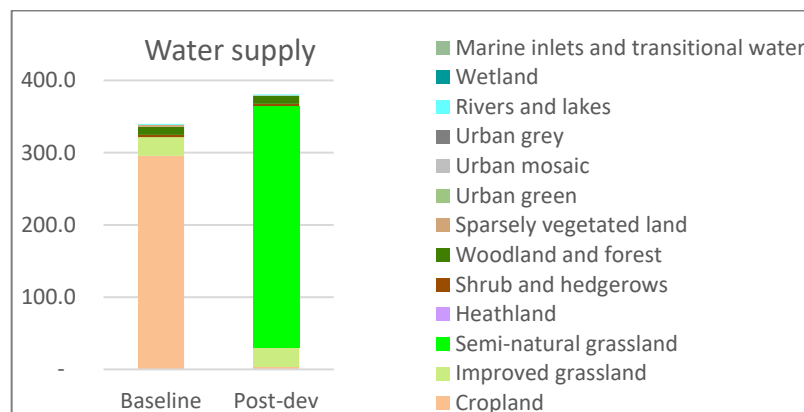 Water supply
400.0
300.0
200.0
100.0
-
Baseline Post-dev
Marine inlets and transitional water
Wetland
Rivers and lakes
Urban grey
Urban mosaic
Urban green
Sparsely vegetated land
Woodland and forest
Shrub and hedgerows
Heathland
Semi-natural grassland
Improved grassland
Cropland